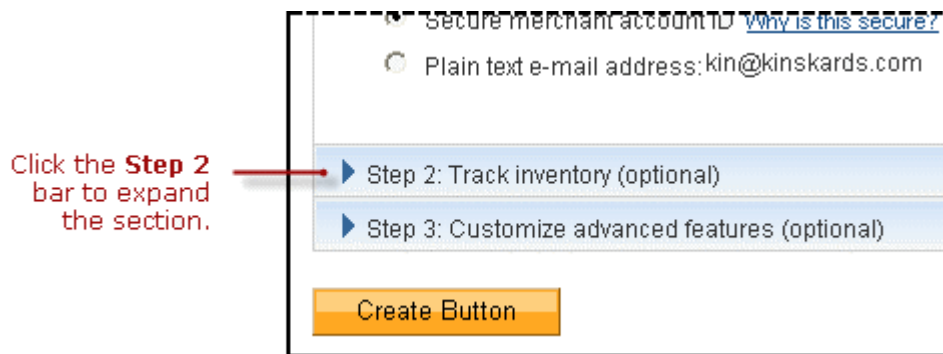 Secure merchant account ID Why is this secure?
Plain text e-mail address: kin@kinskards.com
Click the Step 2
bar to expand
the section.
Step 2: Track inventory (optional)
Step 3: Customize advanced features (optional)
Create Button